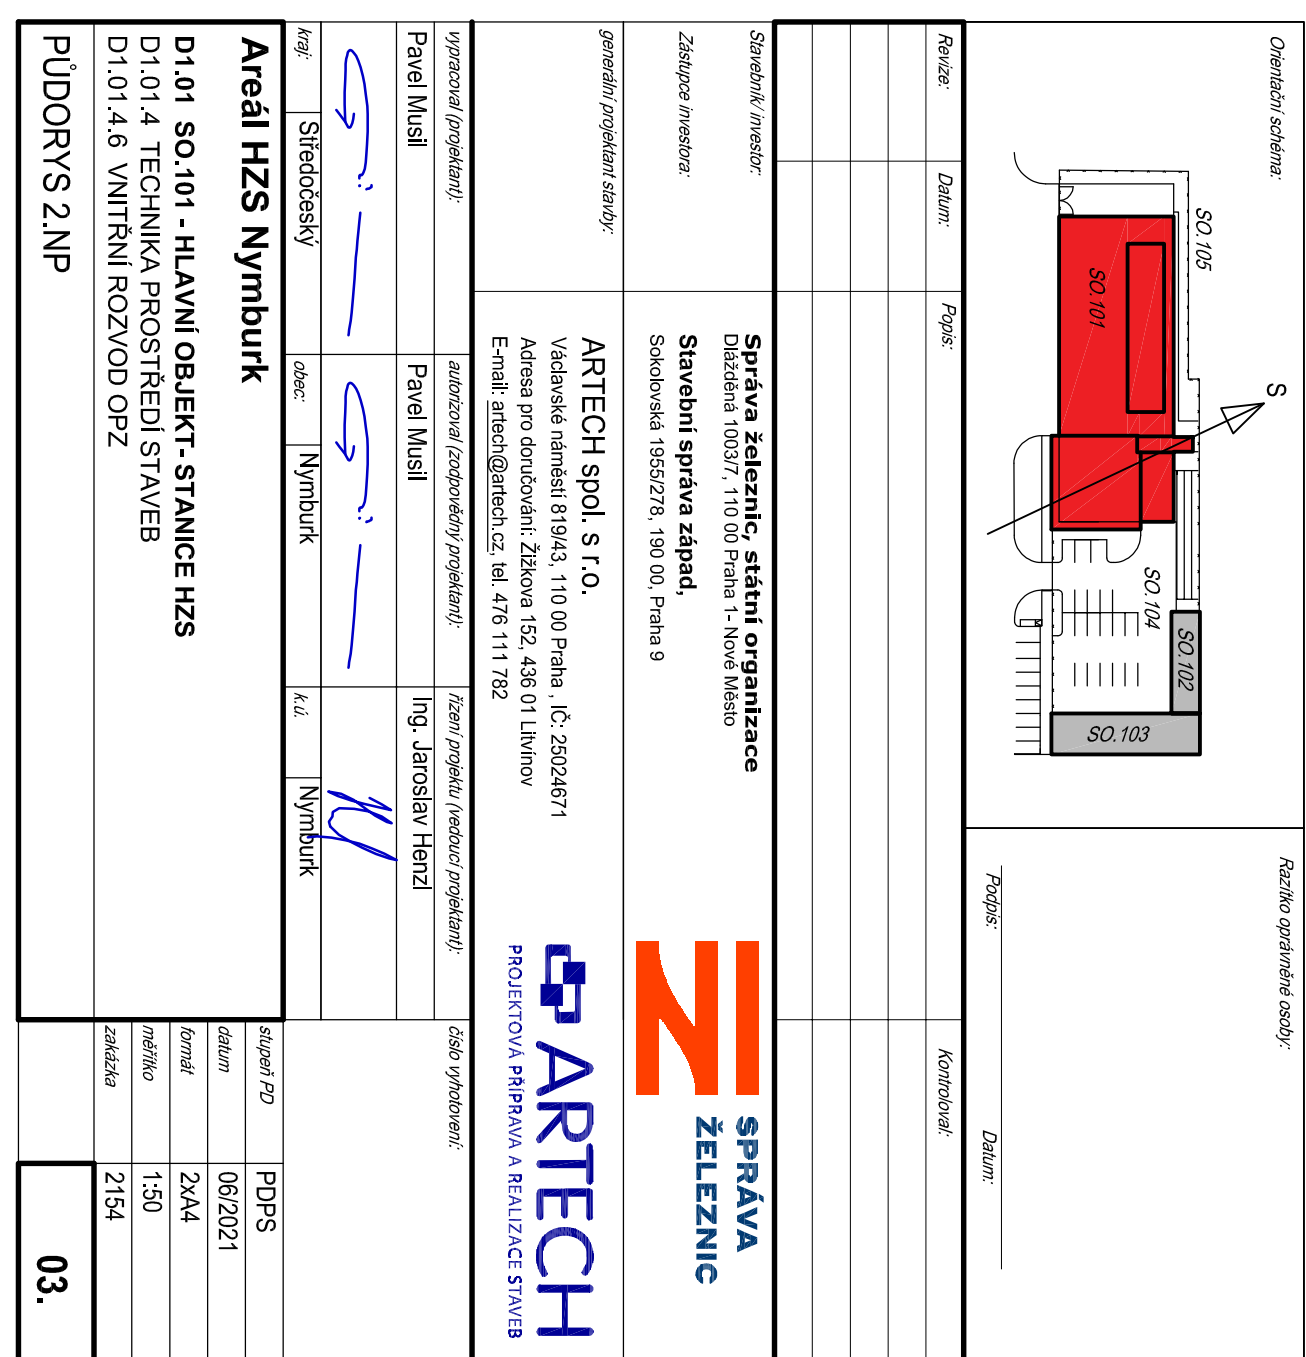 Orientační schéma:
SO.105
S
SO.101
SO.104
SO.102
SO.103
Razítko oprávněné osoby:
Podpis:
Datum:
Revize:
Datum:
Popis:
Kontroloval:
Stavebník/ investor:
Správa železnic, státní organizace
Dlážděná 1003/7, 110 00 Praha 1- Nové Město
Zástupce investora:
Stavební správa západ,
Sokolovská 1955/278, 190 00, Praha 9
SPRÁVA
ŽELEZNIC
generální projektant stavby:
ARTECH spol. s r.o.
Václavské náměstí 819/43, 110 00 Praha , IČ: 25024671
Adresa pro doručování: Žižkova 152, 436 01 Litvínov
E-mail: artech@artech.cz, tel. 476 111 782
ARTECH
PROJEKTOVÁ PŘÍPRAVA A REALIZACE STAVEB
vypracoval (projektant):
autorizoval (zodpovědný projektant):
řízení projektu (vedoucí projektant):
číslo vyhotovení:
Pavel Musil
Pavel Musil
Ing. Jaroslav Henzl
kraj:
Středočeský
obec:
Nymburk
k.ú.
Nymburk
Areál HZS Nymburk
stupeň PD
PDPS
datum
06/2021
D1.01 SO.101 - HLAVNÍ OBJEKT- STANICE HZS
formát
2xA4
D1.01.4 TECHNIKA PROSTŘEDÍ STAVEB
měřítko
1:50
D1.01.4.6 VNITŘNÍ ROZVOD OPZ
zakázka
2154
PŮDORYS 2.NP
03.